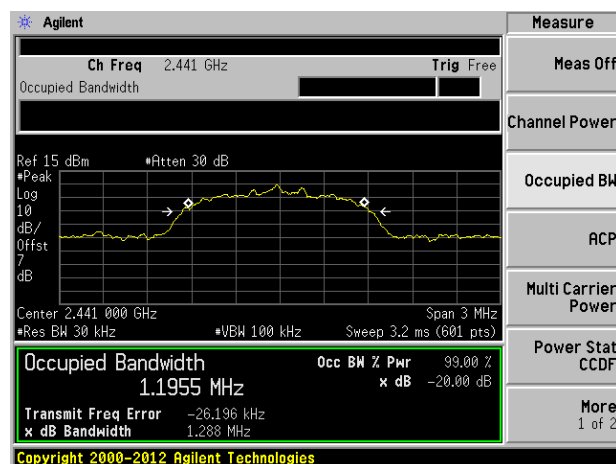 Agilent
Measure
Ch Freq 2.441 GHz Trig Free
Occupied Bandwidth
Meas Off
Channel Power
Occupied BW
ACP
Multi Carrier
Power
Power Stat
CCDF
More
1 of 2
Ref 15 dBm #Atten 30 dB
#Peak
Log
10
dB/
Offst
7
dB
Center 2.441 000 GHz Span 3 MHz
#Res BW 30 kHz #VBW 100 kHz Sweep 3.2 ms (601 pts)
Occupied Bandwidth Occ BW % Pwr 99.00 %
1.1955 MHz x dB -20.00 dB
Transmit Freq Error -26.196 kHz
x dB Bandwidth 1.288 MHz
Copyright 2000-2012 Agilent Technologies